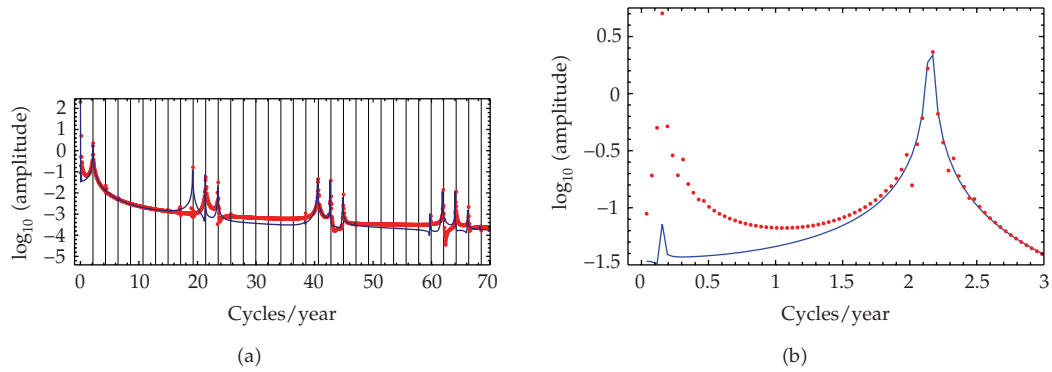 2
1
0
−1
−2
−3
−4
−5
log10 (amplitude)
0 10 20 30 40 50 60 70
Cycles/year
(a)
0.5
0
−0.5
−1.0
−1.5
log10 (amplitude)
0 0.5 1 1.5 2 2.5 3
Cycles/year
(b)